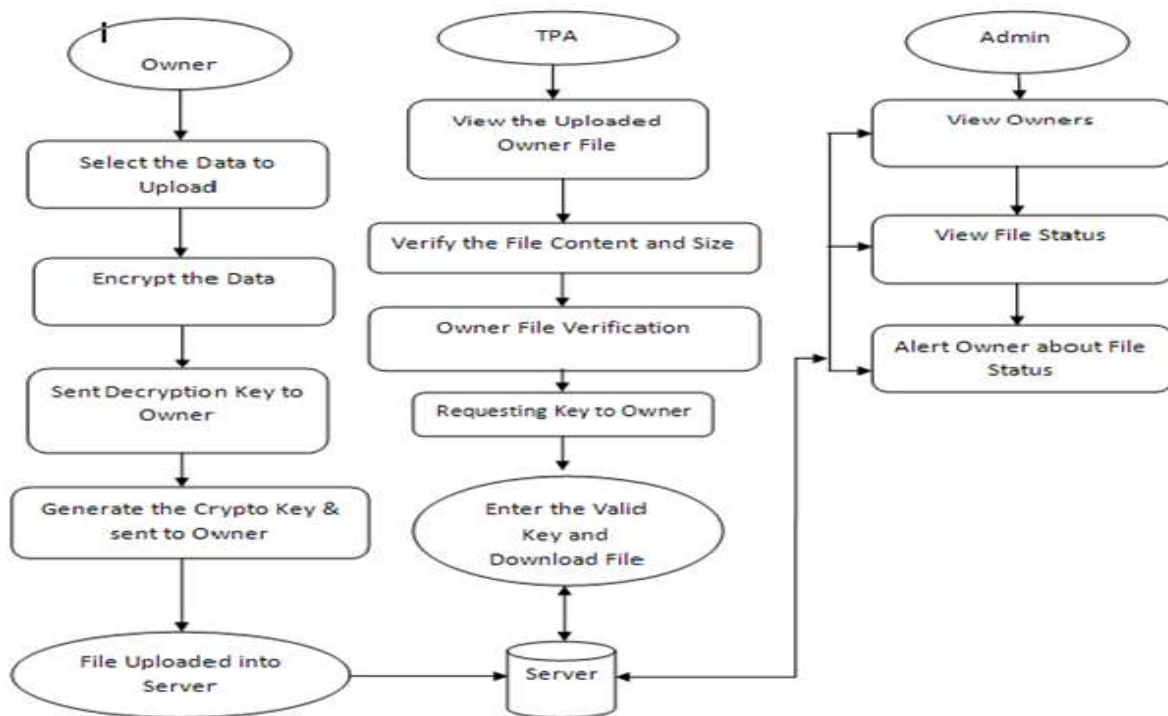 Owner
Select the Data to
Upload
Encrypt the Data
Sent Decryption Key to
Owner
Generate the Crypto Key &
sent to Owner
File Uploaded into
Server
TPA
View the Uploaded
Owner File
Verify the File Content and Size
Owner File Verification
Requesting Key to Owner
Enter the Valid
Key and
Download File
Server
Admin
View Owners
View File Status
Alert Owner about File
Status